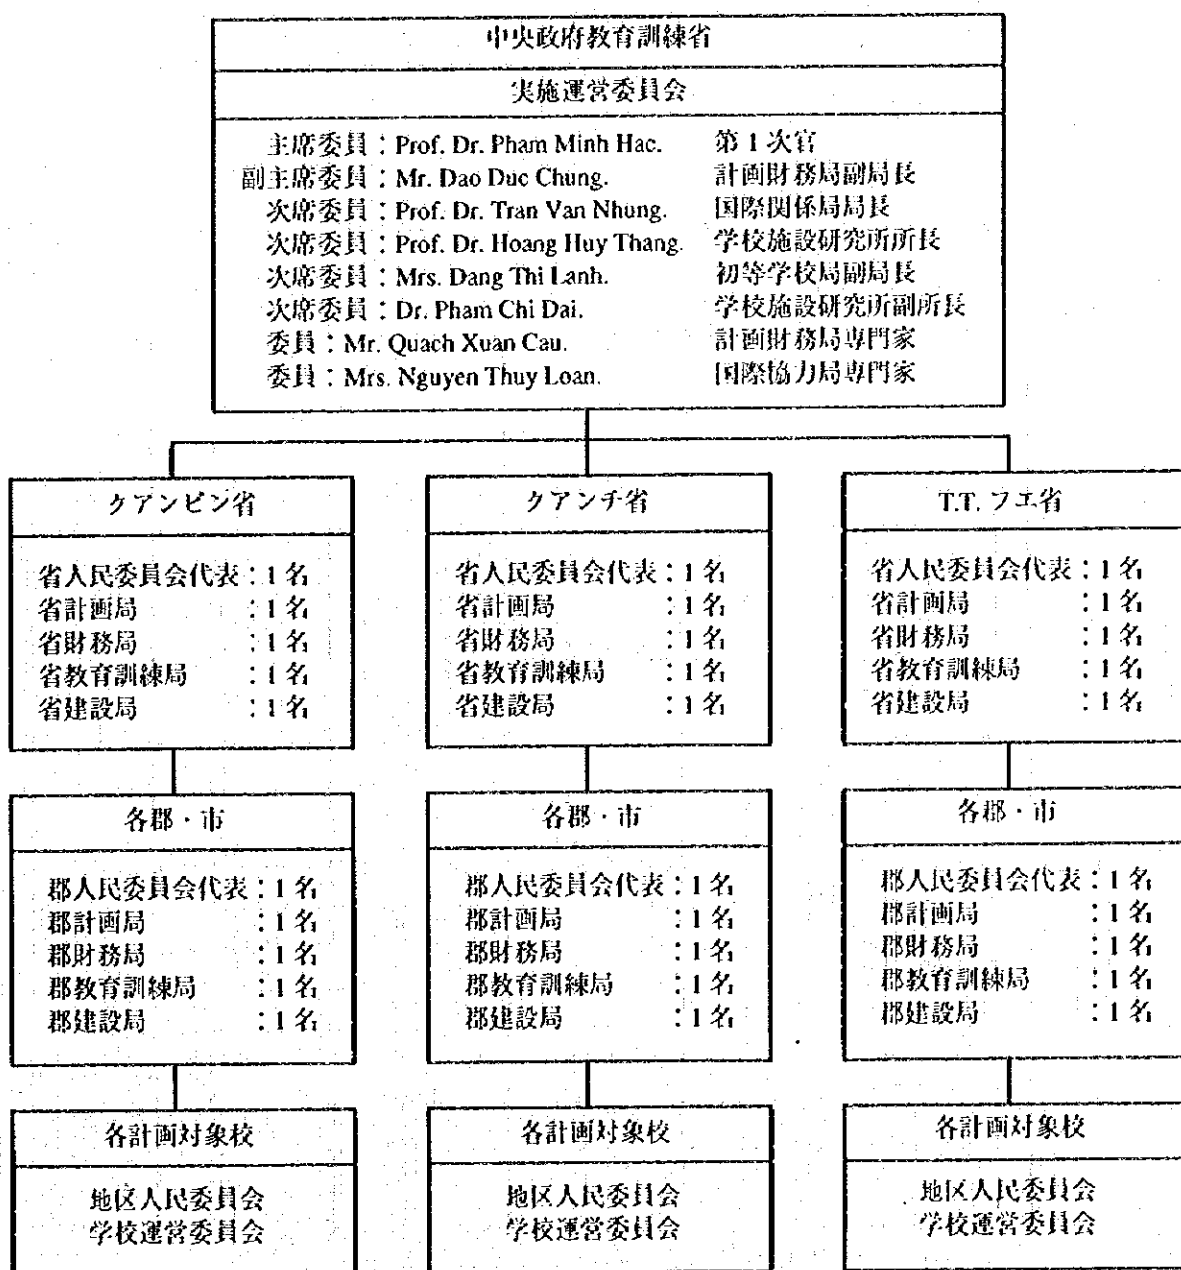 中央政府教育訓練省
実施運営委員会
主席委員：Prof. Dr. Pham Minh Hac. 第1次官
副主席委員：Mr. Dao Duc Chung. 計画財務局副局長
次席委員：Prof. Dr. Tran Van Nhung. 国際関係局局長
次席委員：Prof. Dr. Hoang Huy Thang. 学校施設研究所所長
次席委員：Mrs. Dang Thi Lanh. 初等学校局副局長
次席委員：Dr. Pham Chi Dai. 学校施設研究所副所長
委員：Mr. Quach Xuan Cau. 計画財務局専門家
委員：Mrs. Nguyen Thuy Loan. 国際協力局専門家
クアンビン省
省人民委員会代表：1名
省計画局：1名
省財務局：1名
省教育訓練局：1名
省建設局：1名
クアンチ省
省人民委員会代表：1名
省計画局：1名
省財務局：1名
省教育訓練局：1名
省建設局：1名
T.T. フエ省
省人民委員会代表：1名
省計画局：1名
省財務局：1名
省教育訓練局：1名
省建設局：1名
各郡・市
郡人民委員会代表：1名
郡計画局：1名
郡財務局：1名
郡教育訓練局：1名
郡建設局：1名
各郡・市
郡人民委員会代表：1名
郡計画局：1名
郡財務局：1名
郡教育訓練局：1名
郡建設局：1名
各郡・市
郡人民委員会代表：1名
郡計画局：1名
郡財務局：1名
郡教育訓練局：1名
郡建設局：1名
各計画対象校
地区人民委員会
学校運営委員会
各計画対象校
地区人民委員会
学校運営委員会
各計画対象校
地区人民委員会
学校運営委員会